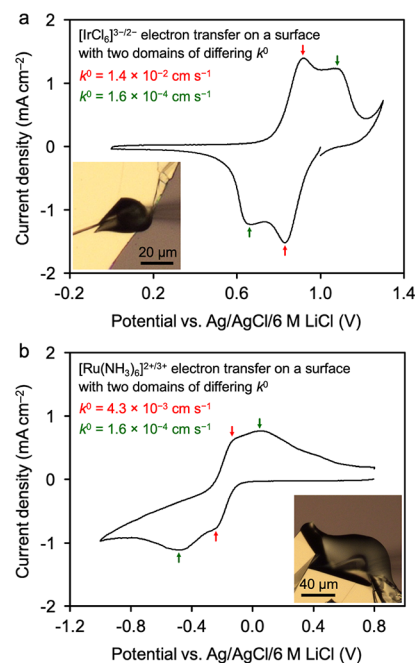 a
[IrCl₆]³⁻/²⁻ electron transfer on a surface
with two domains of differing k⁰
k⁰ = 1.4 × 10⁻² cm s⁻¹
k⁰ = 1.6 × 10⁻⁴ cm s⁻¹
Current density (mA cm⁻²)
2
1
0
-1
-2
20 µm
-0.2 0.2 0.6 1.0 1.4
Potential vs. Ag/AgCl/6 M LiCl (V)
b
[Ru(NH₃)₆]²⁺/³⁺ electron transfer on a surface
with two domains of differing k⁰
k⁰ = 4.3 × 10⁻³ cm s⁻¹
k⁰ = 1.6 × 10⁻⁴ cm s⁻¹
Current density (mA cm⁻²)
2
1
0
-1
-2
40 µm
-1.2 -0.8 -0.4 0.0 0.4 0.8
Potential vs. Ag/AgCl/6 M LiCl (V)